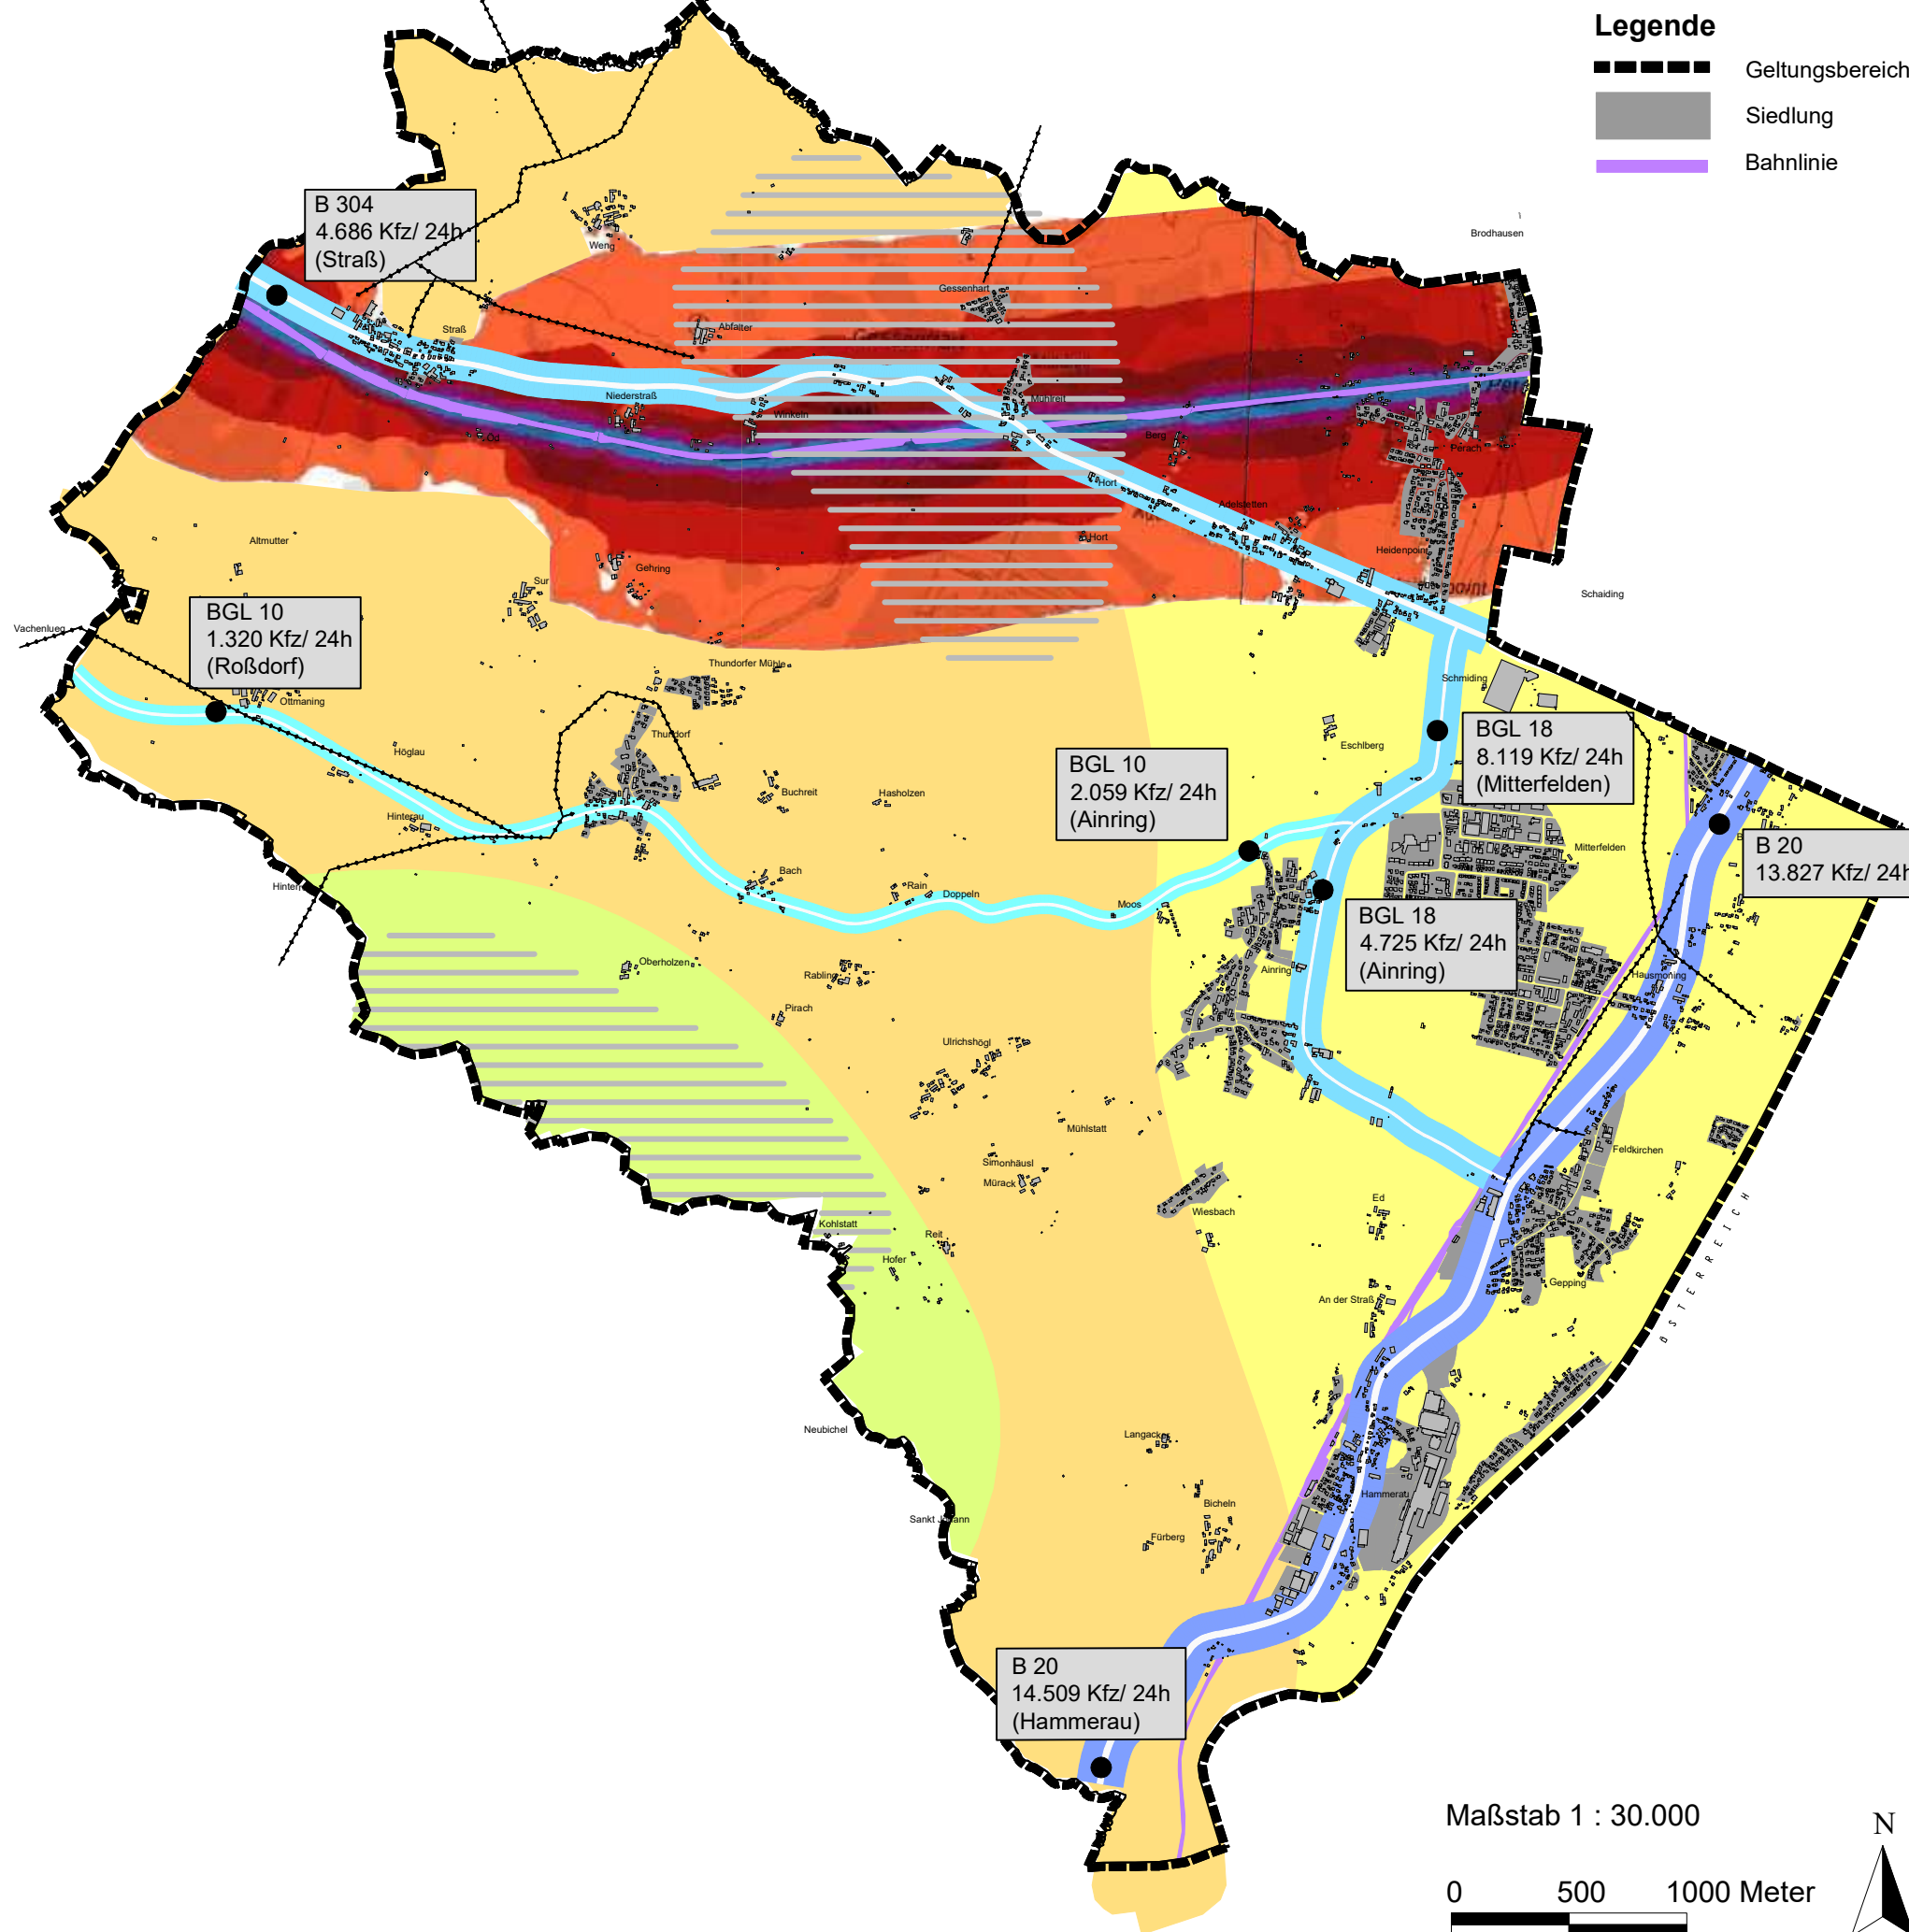 Legende
Geltungsbereich
Siedlung
Bahnlinie
B 304
4.686 Kfz/ 24h
(Straß)
Weng
Brodhausen
Gessenhart
Straß
Abfalter
Niederstraß
Winkeln
Mühlreit
Öd
Berg
Perach
Hort
Adelstetten
Hort
Heidenpoint
Altmutter
Gehring
Sur
Schaiding
BGL 10
1.320 Kfz/ 24h
(Roßdorf)
Vachenlueg
Ottmaning
Thundorfer Mühle
Schmiding
Thundorf
Höglau
Eschlberg
BGL 18
8.119 Kfz/ 24h
(Mitterfelden)
BGL 10
2.059 Kfz/ 24h
(Ainring)
Buchreit
Hasholzen
Hinterau
Mitterfelden
B 20
13.827 Kfz/ 24h
Bach
Rain
Doppeln
Moos
BGL 18
4.725 Kfz/ 24h
(Ainring)
Oberholzen
Rabling
Ainring
Hausmoning
Pirach
Ulrichshögl
Mühlstatt
Simonhäusl
Mürack
Feldkirchen
Wiesbach
Ed
Kohlstatt
Reit
Hofer
Gepping
An der Straß
ÖSTERREICH
Neubichel
Langacker
Hammerau
Bicheln
Fürberg
Sankt Johann
B 20
14.509 Kfz/ 24h
(Hammerau)
Maßstab 1 : 30.000
N
0 500 1000 Meter